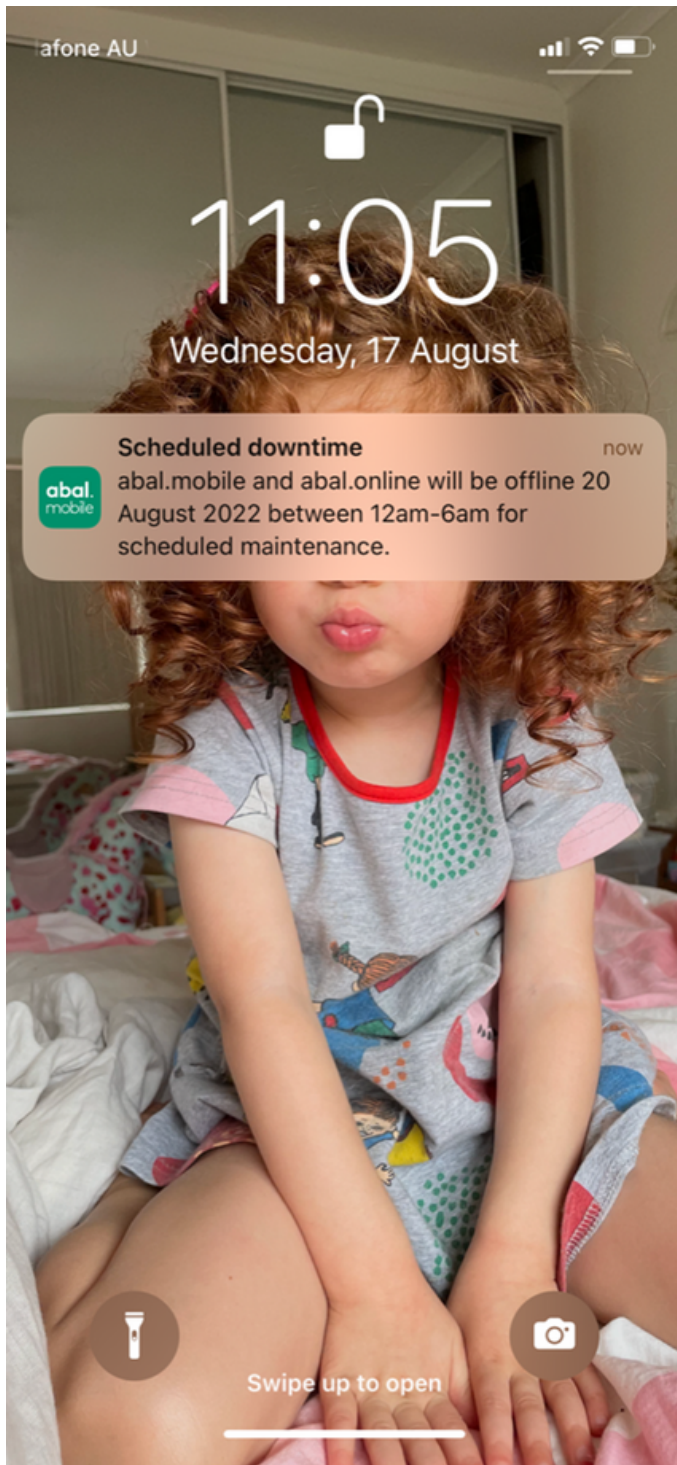 afone AU
11:05
Wednesday, 17 August
Scheduled downtime
now
abal.
mobile
abal.mobile and abal.online will be offline 20
August 2022 between 12am-6am for
scheduled maintenance.
Swipe up to open